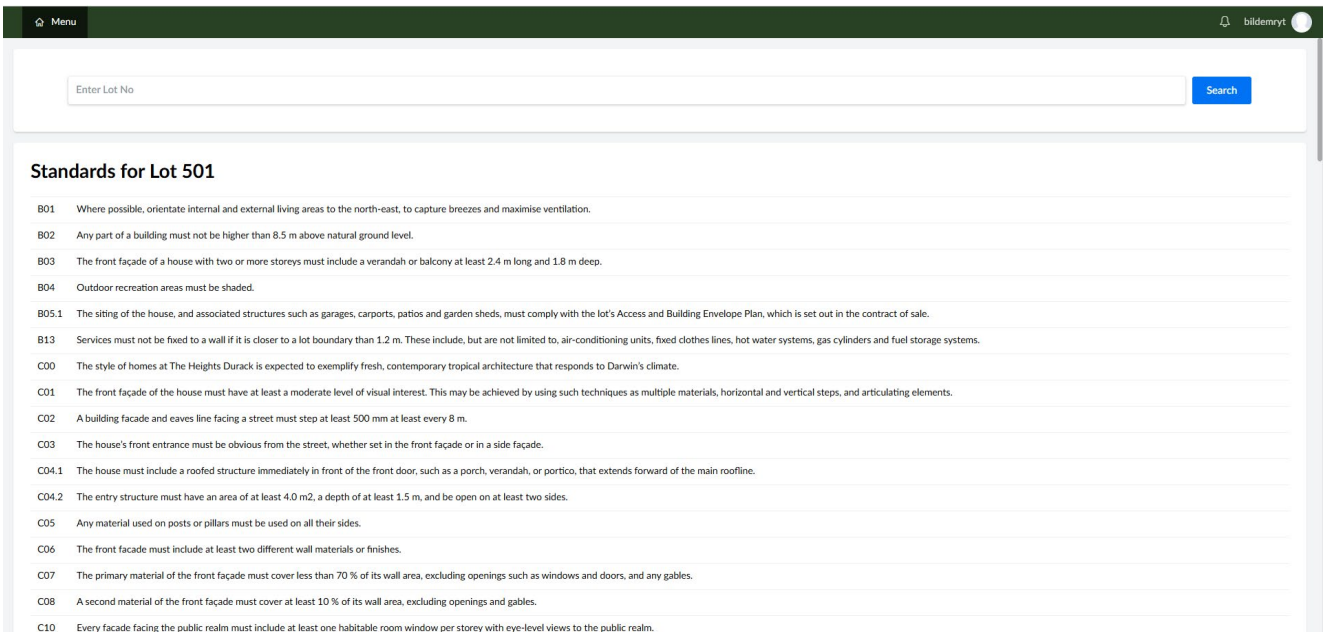 Menu
bildemryt
Enter Lot No
Search
Standards for Lot 501
B01 Where possible, orientate internal and external living areas to the north-east, to capture breezes and maximise ventilation.
B02 Any part of a building must not be higher than 8.5 m above natural ground level.
B03 The front façade of a house with two or more storeys must include a verandah or balcony at least 2.4 m long and 1.8 m deep.
B04 Outdoor recreation areas must be shaded.
B05.1 The siting of the house, and associated structures such as garages, carports, patios and garden sheds, must comply with the lot's Access and Building Envelope Plan, which is set out in the contract of sale.
B13 Services must not be fixed to a wall if it is closer to a lot boundary than 1.2 m. These include, but are not limited to, air-conditioning units, fixed clothes lines, hot water systems, gas cylinders and fuel storage systems.
C00 The style of homes at The Heights Durack is expected to exemplify fresh, contemporary tropical architecture that responds to Darwin's climate.
C01 The front façade of the house must have at least a moderate level of visual interest. This may be achieved by using such techniques as multiple materials, horizontal and vertical steps, and articulating elements.
C02 A building facade and eaves line facing a street must step at least 500 mm at least every 8 m.
C03 The house's front entrance must be obvious from the street, whether set in the front façade or in a side façade.
C04.1 The house must include a roofed structure immediately in front of the front door, such as a porch, verandah, or portico, that extends forward of the main roofline.
C04.2 The entry structure must have an area of at least 4.0 m2, a depth of at least 1.5 m, and be open on at least two sides.
C05 Any material used on posts or pillars must be used on all their sides.
C06 The front facade must include at least two different wall materials or finishes.
C07 The primary material of the front façade must cover less than 70 % of its wall area, excluding openings such as windows and doors, and any gables.
C08 A second material of the front façade must cover at least 10 % of its wall area, excluding openings and gables.
C10 Every facade facing the public realm must include at least one habitable room window per storey with eye-level views to the public realm.